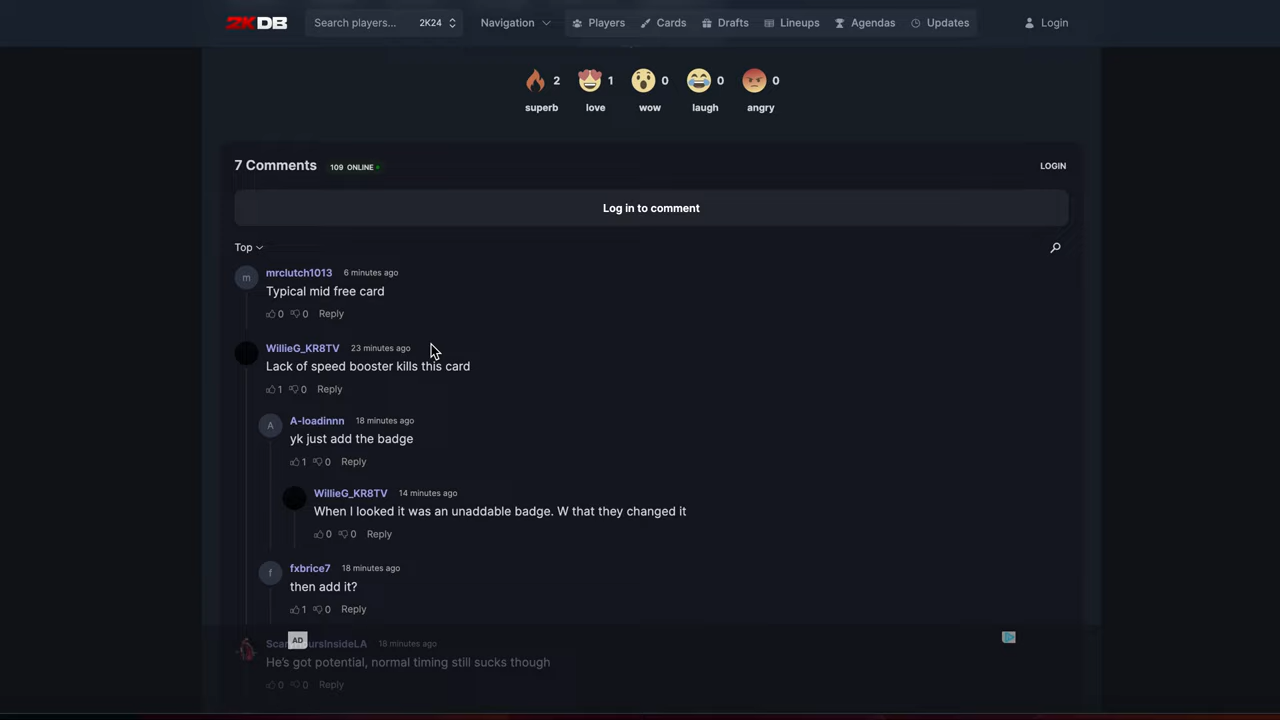 2KDB Search players... 2K24 Navigation Players Cards Drafts Lineups Agendas Updates Login
2 1 0 0 0
superb love wow laugh angry
7 Comments 109 ONLINE LOGIN
Log in to comment
Top
m mrclutch1013 6 minutes ago
Typical mid free card
0 0 Reply
WillieG_KR8TV 23 minutes ago
Lack of speed booster kills this card
1 0 Reply
A A-loadinnn 18 minutes ago
yk just add the badge
1 0 Reply
WillieG_KR8TV 14 minutes ago
When I looked it was an unaddable badge. W that they changed it
0 0 Reply
f fxbrice7 18 minutes ago
then add it?
1 0 Reply
AD 18 minutes ago
He's got potential, normal timing still sucks though
0 0 Reply